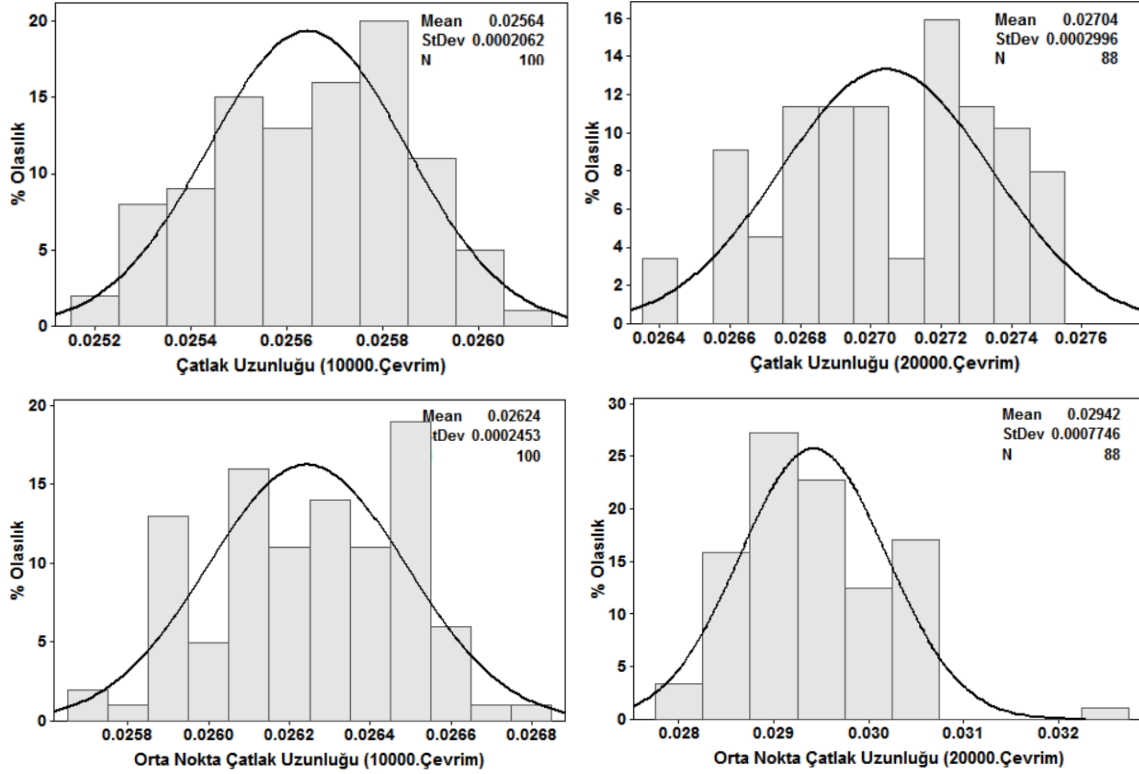 Mean 0.02564
StDev 0.0002062
N 100
% Olasılık
20
15
10
5
0
0.0252 0.0254 0.0256 0.0258 0.0260
Çatlak Uzunluğu (10000.Çevrim)
Mean 0.02704
StDev 0.0002996
N 88
% Olasılık
16
14
12
10
8
6
4
2
0
0.0264 0.0266 0.0268 0.0270 0.0272 0.0274 0.0276
Çatlak Uzunluğu (20000.Çevrim)
Mean 0.02624
StDev 0.0002453
100
% Olasılık
20
15
10
5
0
0.0258 0.0260 0.0262 0.0264 0.0266 0.0268
Orta Nokta Çatlak Uzunluğu (10000.Çevrim)
Mean 0.02942
StDev 0.0007746
N 88
% Olasılık
30
25
20
15
10
5
0
0.028 0.029 0.030 0.031 0.032
Orta Nokta Çatlak Uzunluğu (20000.Çevrim)